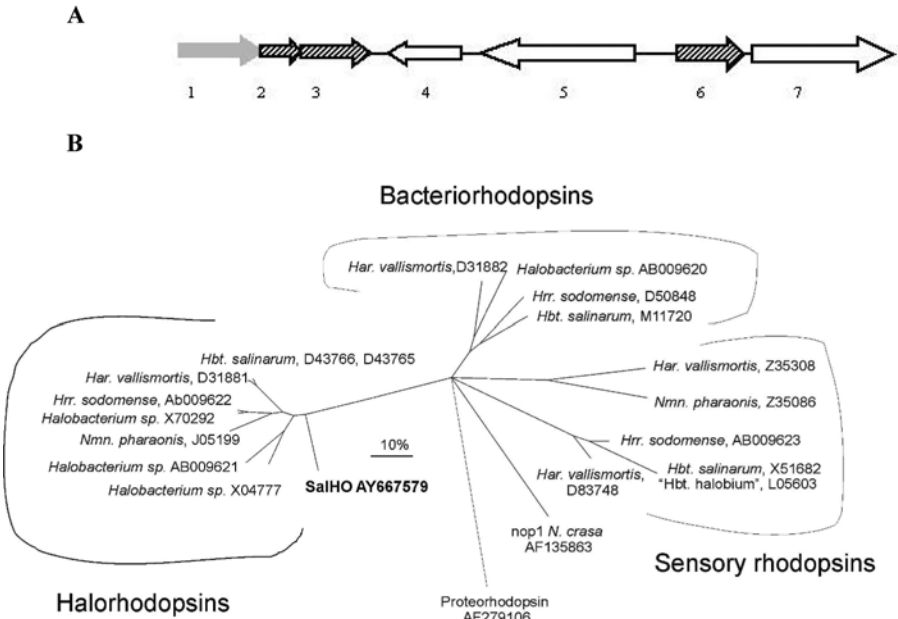 A
1 2 3 4 5 6 7
B
Bacteriorhodopsins
Har. vallismortis,D31882
Halobacterium sp. AB009620
Hrr. sodomense, D50848
Hbt. salinarum, M11720
Hbt. salinarum, D43766, D43765
Har. vallismortis, D31881
Hrr. sodomense, Ab009622
Halobacterium sp. X70292
Nmn. pharaonis, J05199
Halobacterium sp. AB009621
Halobacterium sp. X04777
10%
SalHO AY667579
Har. vallismortis, Z35308
Nmn. pharaonis, Z35086
Hrr. sodomense, AB009623
Hbt. salinarum, X51682
"Hbt. halobium", L05603
Har. vallismortis,
D83748
nop1 N. crasa
AF135863
Sensory rhodopsins
Halorhodopsins
Proteorhodopsin
AF279106